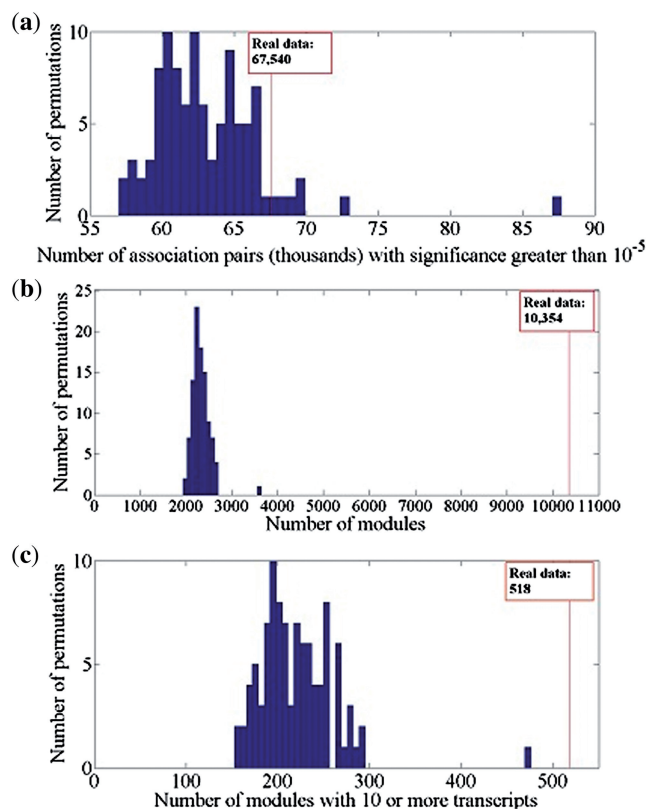 (a)
Number of permutations
10
5
0
Real data:
67,540
55 60 65 70 75 80 85 90
Number of association pairs (thousands) with significance greater than 10⁻⁵
(b)
Number of permutations
25
20
15
10
5
0
Real data:
10,354
0 1000 2000 3000 4000 5000 6000 7000 8000 9000 10000 11000
Number of modules
(c)
Number of permutations
10
5
0
Real data:
518
0 100 200 300 400 500
Number of modules with 10 or more transcripts